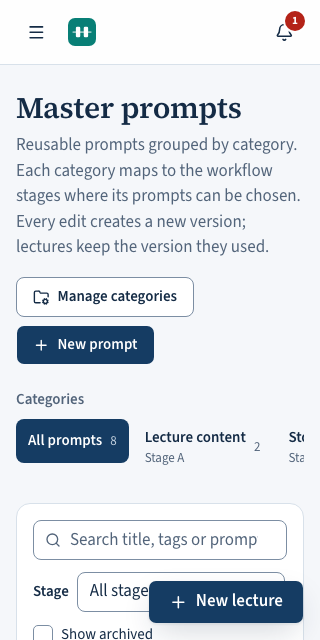 1
Master prompts
Reusable prompts grouped by category.
Each category maps to the workflow
stages where its prompts can be chosen.
Every edit creates a new version;
lectures keep the version they used.
Manage categories
New prompt
Categories
All prompts 8
Lecture content 2
Stage A
Search title, tags or promp
Stage
All stage
New lecture
Show archived